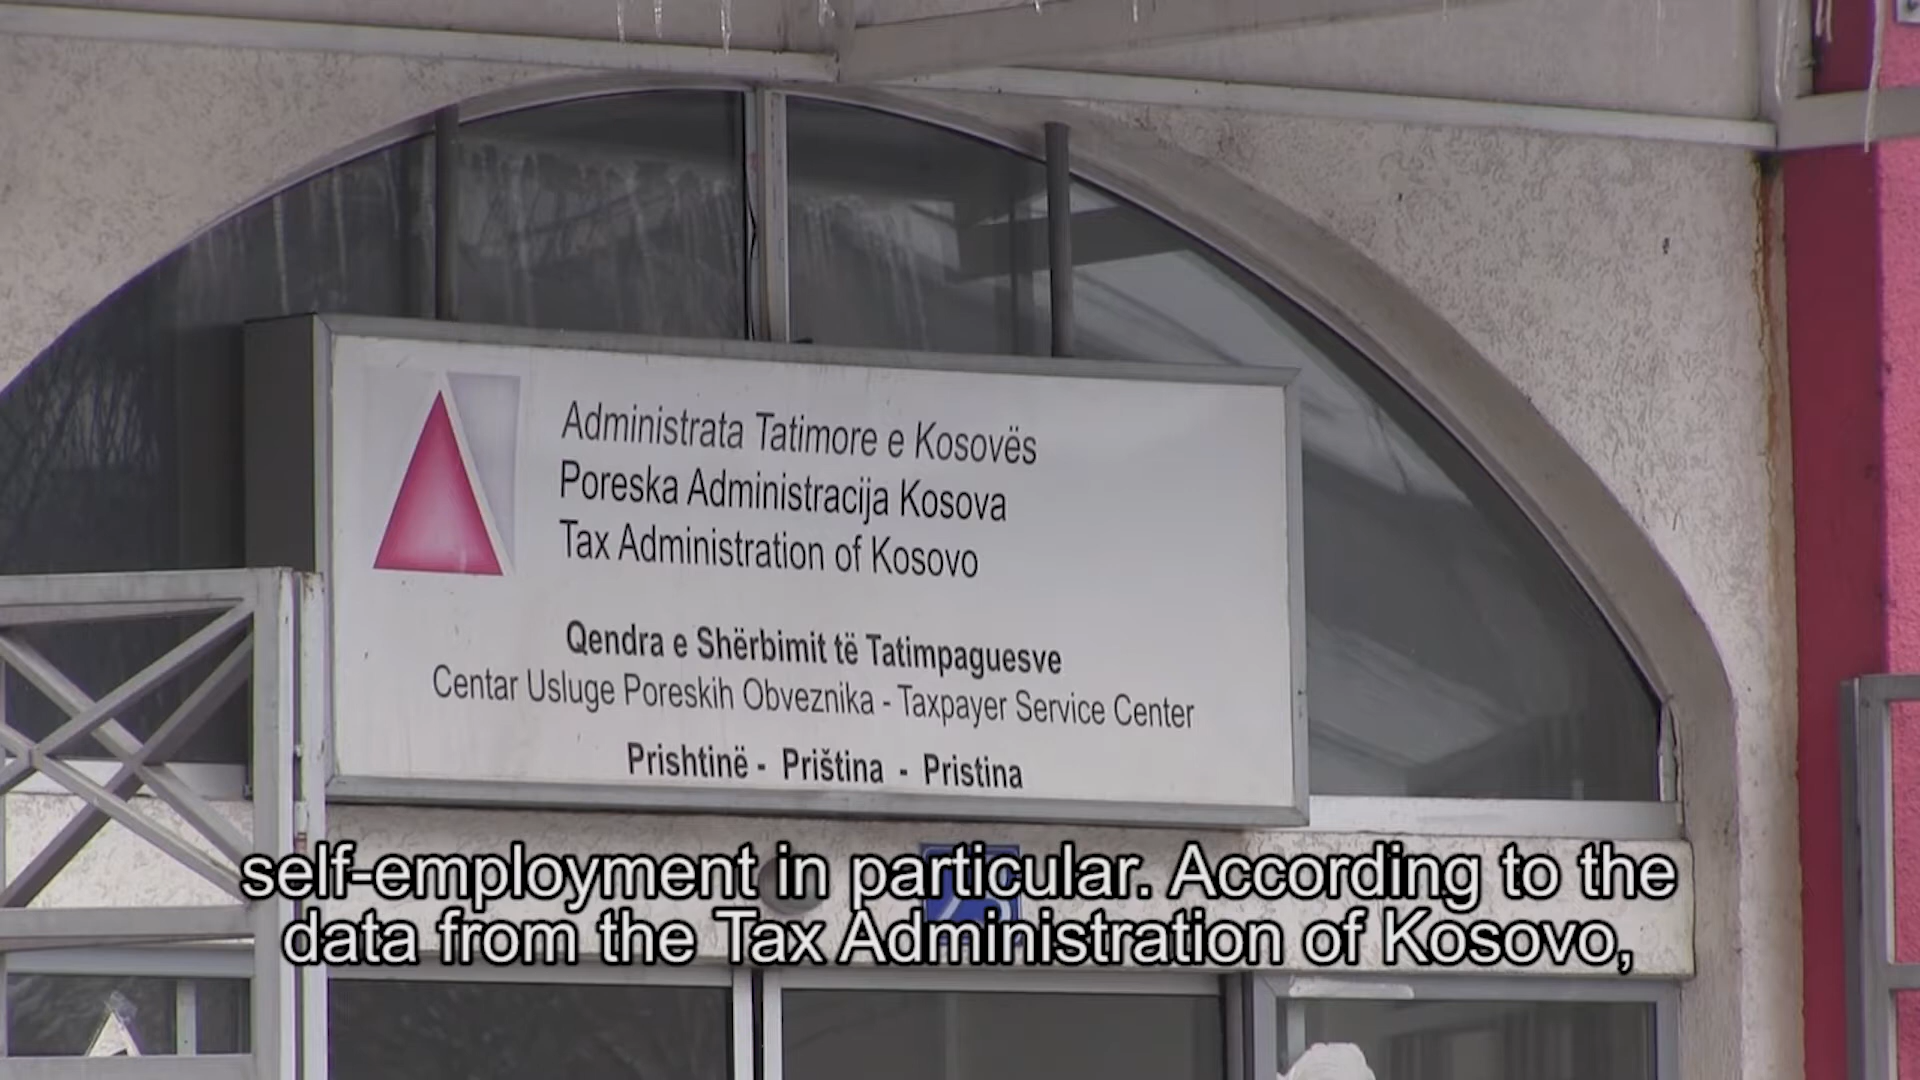 Administrata Tatimore e Kosovës
Poreska Administracija Kosova
Tax Administration of Kosovo
Qendra e Shërbimit të Tatimpaguesve
Centar Usluge Poreskih Obveznika - Taxpayer Service Center
Prishtinë - Priština - Pristina
self-employment in particular. According to the
data from the Tax Administration of Kosovo,